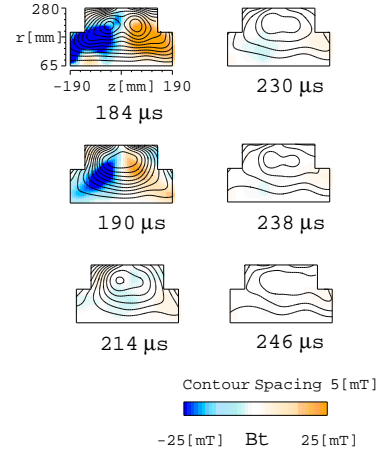 280
r[mm]
65
-190 z[mm] 190
184 μs
230 μs
190 μs
238 μs
214 μs
246 μs
Contour Spacing 5[mT]
-25[mT] Bt 25[mT]